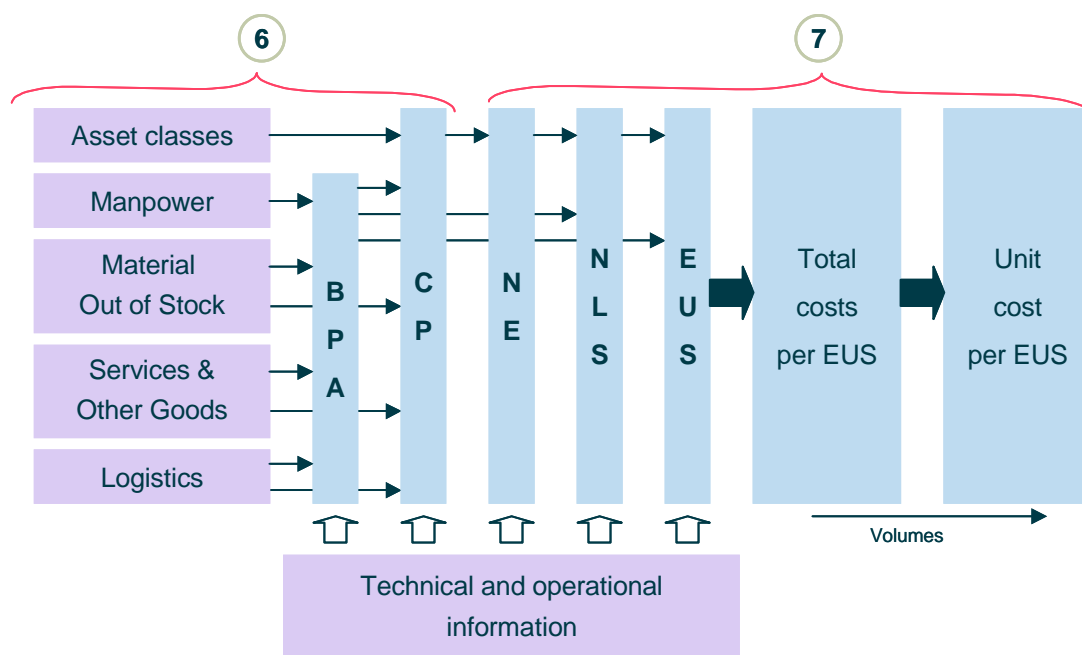 6
7
Asset classes
Manpower
Material
Out of Stock
Services &
Other Goods
Logistics
B
P
A
C
P
N
E
N
L
S
E
U
S
Total
costs
per EUS
Unit
cost
per EUS
Volumes
Technical and operational
information